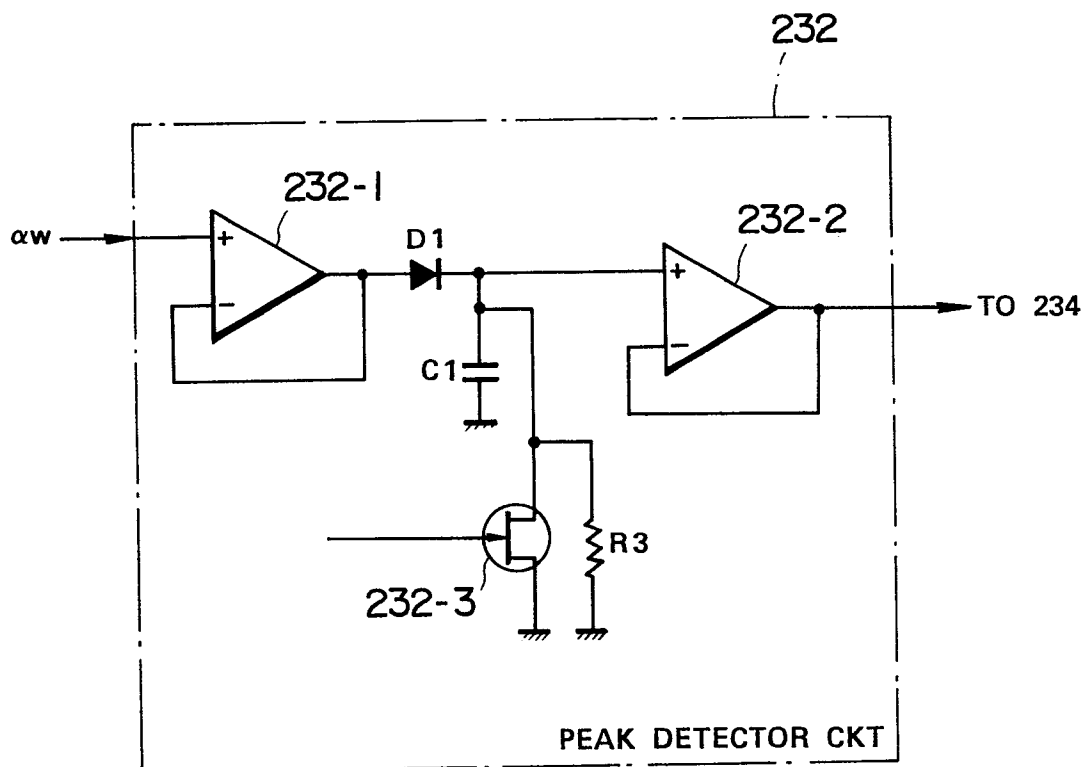 232
232-1
αw
+
−
D1
232-2
+
−
TO 234
C1
R3
232-3
PEAK DETECTOR CKT